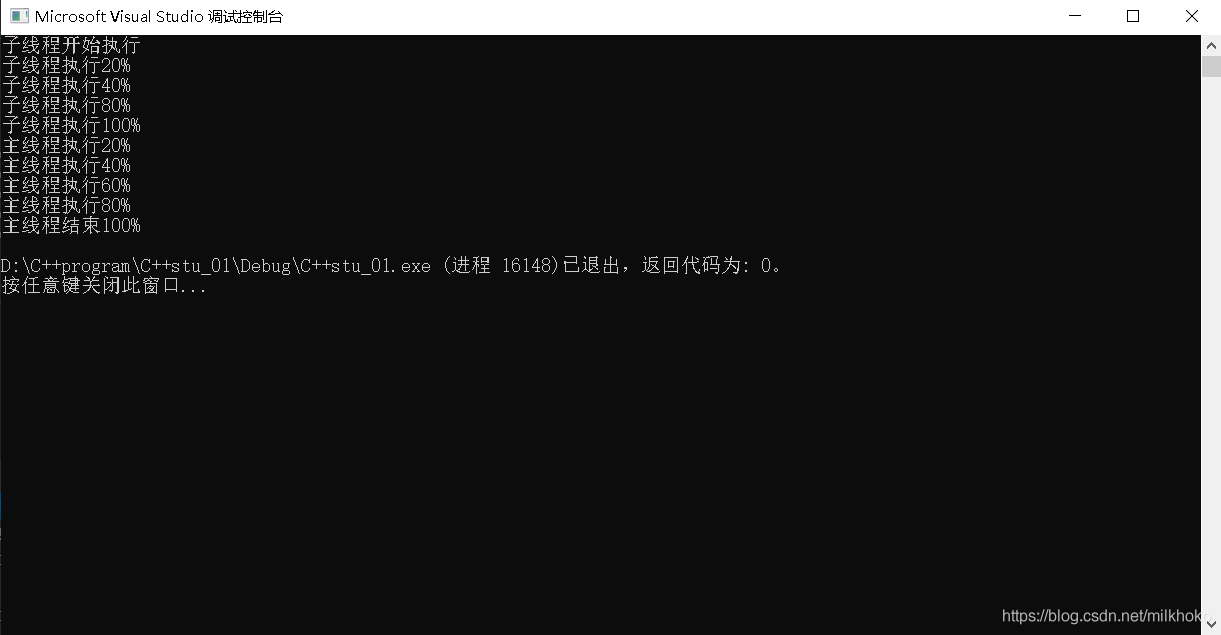 Microsoft Visual Studio 调试控制台
子线程开始执行
子线程执行20%
子线程执行40%
子线程执行80%
子线程执行100%
主线程执行20%
主线程执行40%
主线程执行60%
主线程执行80%
主线程结束100%
D:\C++program\C++stu_01\Debug\C++stu_01.exe (进程 16148)已退出，返回代码为: 0。
按任意键关闭此窗口...
https://blog.csdn.net/milkhoko